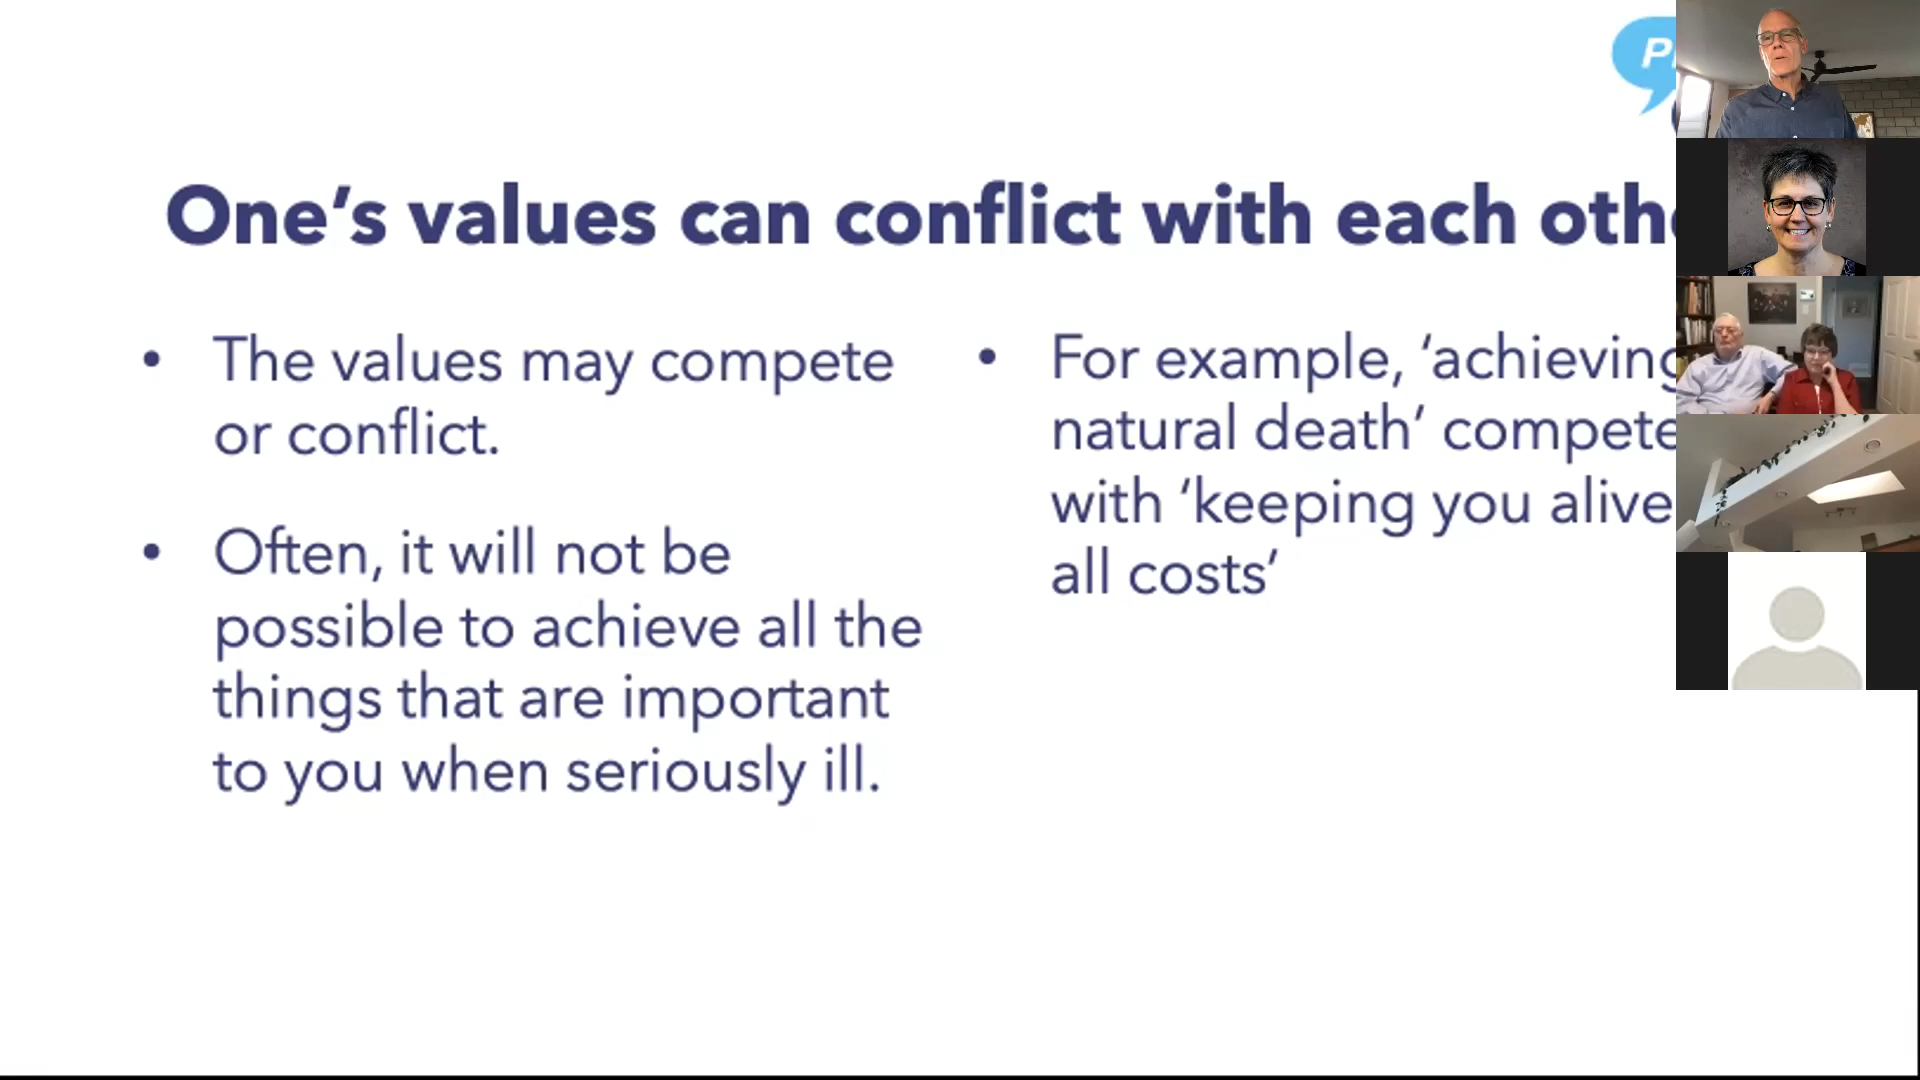 One’s values can conflict with each
• The values may compete
or conflict.
• Often, it will not be
possible to achieve all the
things that are important
to you when seriously ill.
• For example, ‘achieving
natural death’ compete
with ‘keeping you alive
all costs’